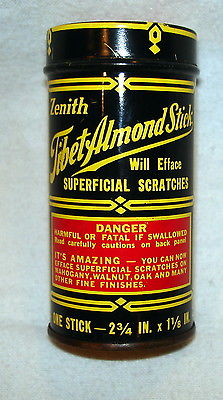 Zenith
Tibet Almond Stick
Will Efface
SUPERFICIAL SCRATCHES
DANGER
HARMFUL OR FATAL IF SWALLOWED
Read carefully cautions on back panel
IT'S AMAZING — YOU CAN NOW
EFFACE SUPERFICIAL SCRATCHES ON
MAHOGANY, WALNUT, OAK AND MANY
OTHER FINE FINISHES.
ONE STICK — 2¾ IN. x 1⅛ IN.